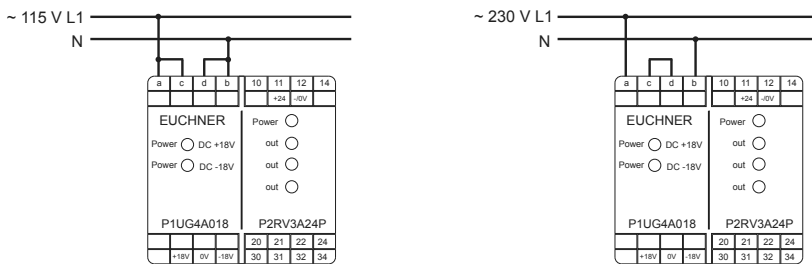 ~ 115 V L1
N
a c d b 10 11 12 14
+24 -/0V
EUCHNER
Power
Power DC +18V
out
Power DC -18V
out
out
P1UG4A018 P2RV3A24P
20 21 22 24
+18V 0V -18V 30 31 32 34
~ 230 V L1
N
a c d b 10 11 12 14
+24 -/0V
EUCHNER
Power
Power DC +18V
out
Power DC -18V
out
out
P1UG4A018 P2RV3A24P
20 21 22 24
+18V 0V -18V 30 31 32 34